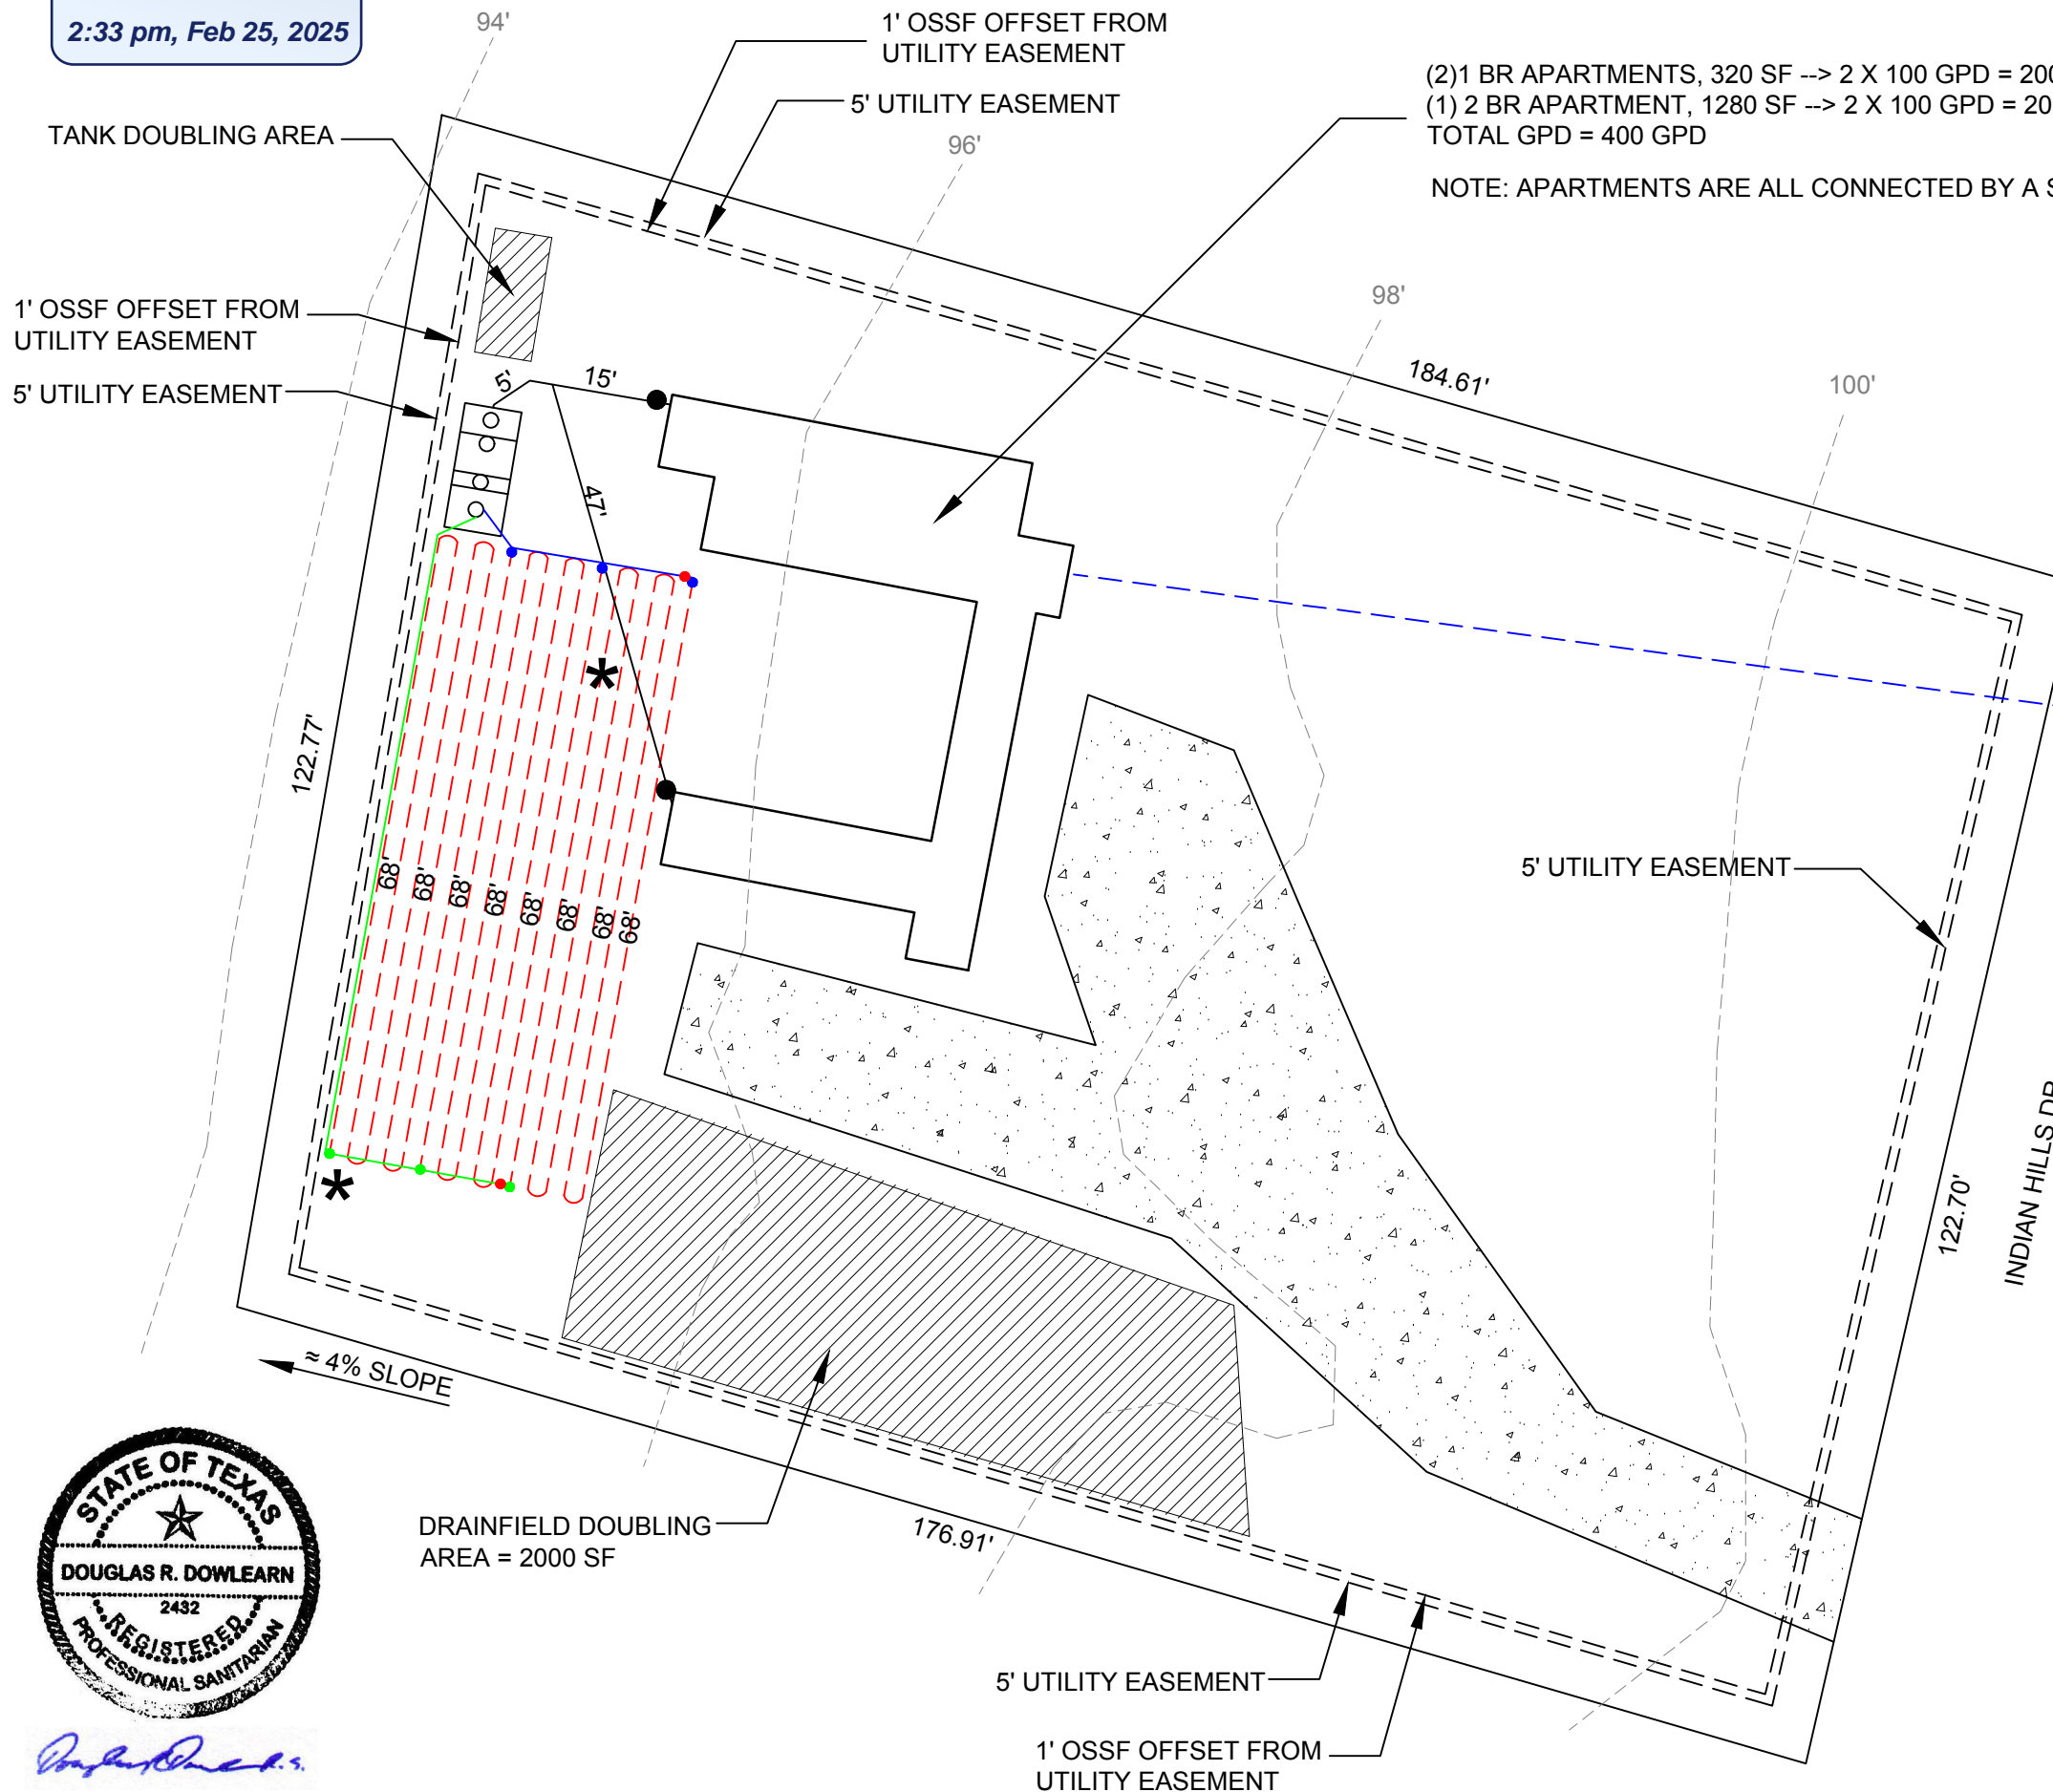 2:33 pm, Feb 25, 2025
94'
1' OSSF OFFSET FROM
UTILITY EASEMENT
5' UTILITY EASEMENT
96'
(2)1 BR APARTMENTS, 320 SF --> 2 X 100 GPD = 200
(1) 2 BR APARTMENT, 1280 SF --> 2 X 100 GPD = 20
TOTAL GPD = 400 GPD
NOTE: APARTMENTS ARE ALL CONNECTED BY A S
TANK DOUBLING AREA
1' OSSF OFFSET FROM
UTILITY EASEMENT
5' UTILITY EASEMENT
98'
184.61'
100'
5'
15'
47'
*
122.77'
68'
68'
68'
68'
68'
68'
68'
68'
5' UTILITY EASEMENT
*
INDIAN HILLS DR
122.70'
≈ 4% SLOPE
DRAINFIELD DOUBLING
AREA = 2000 SF
176.91'
5' UTILITY EASEMENT
1' OSSF OFFSET FROM
UTILITY EASEMENT
STATE OF TEXAS
DOUGLAS R. DOWLEARN
2432
REGISTERED
PROFESSIONAL SANITARIAN
R.S.